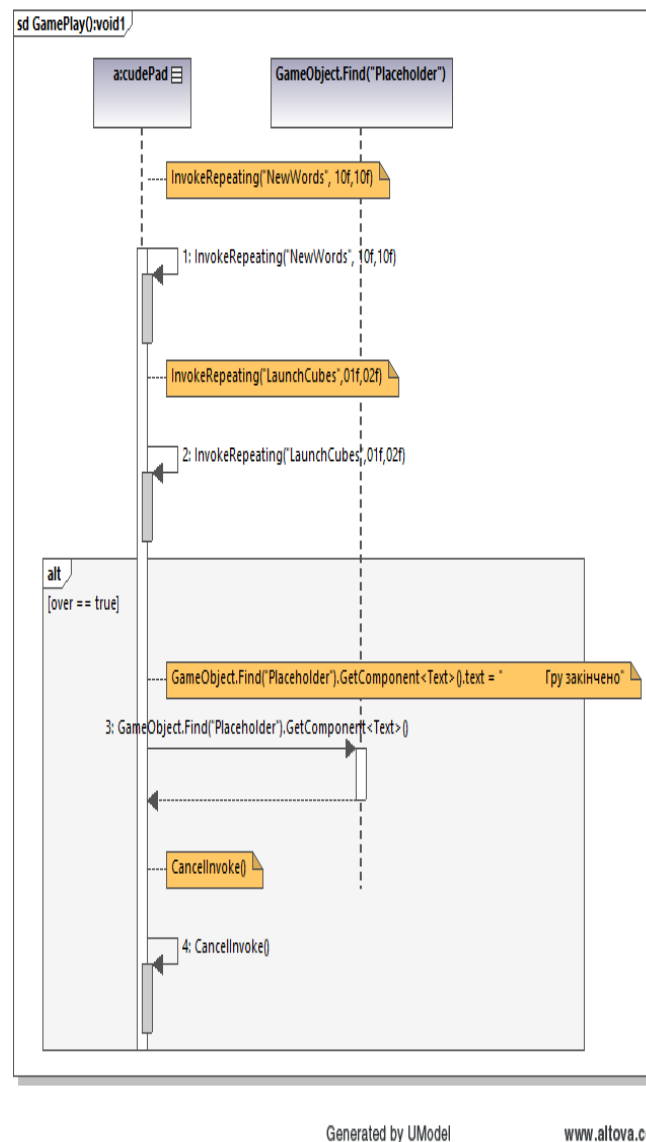 sd GamePlay():void1
a:cudePad
GameObject.Find("Placeholder")
InvokeRepeating("NewWords", 10f,10f)
1: InvokeRepeating("NewWords", 10f,10f)
InvokeRepeating("LaunchCubes",01f,02f)
2: InvokeRepeating("LaunchCubes",01f,02f)
alt
[over == true]
GameObject.Find("Placeholder").GetComponent<Text>().text = " Гру закінчено"
3: GameObject.Find("Placeholder").GetComponent<Text>()
CancelInvoke()
4: CancelInvoke()
Generated by UModel www.altova.c